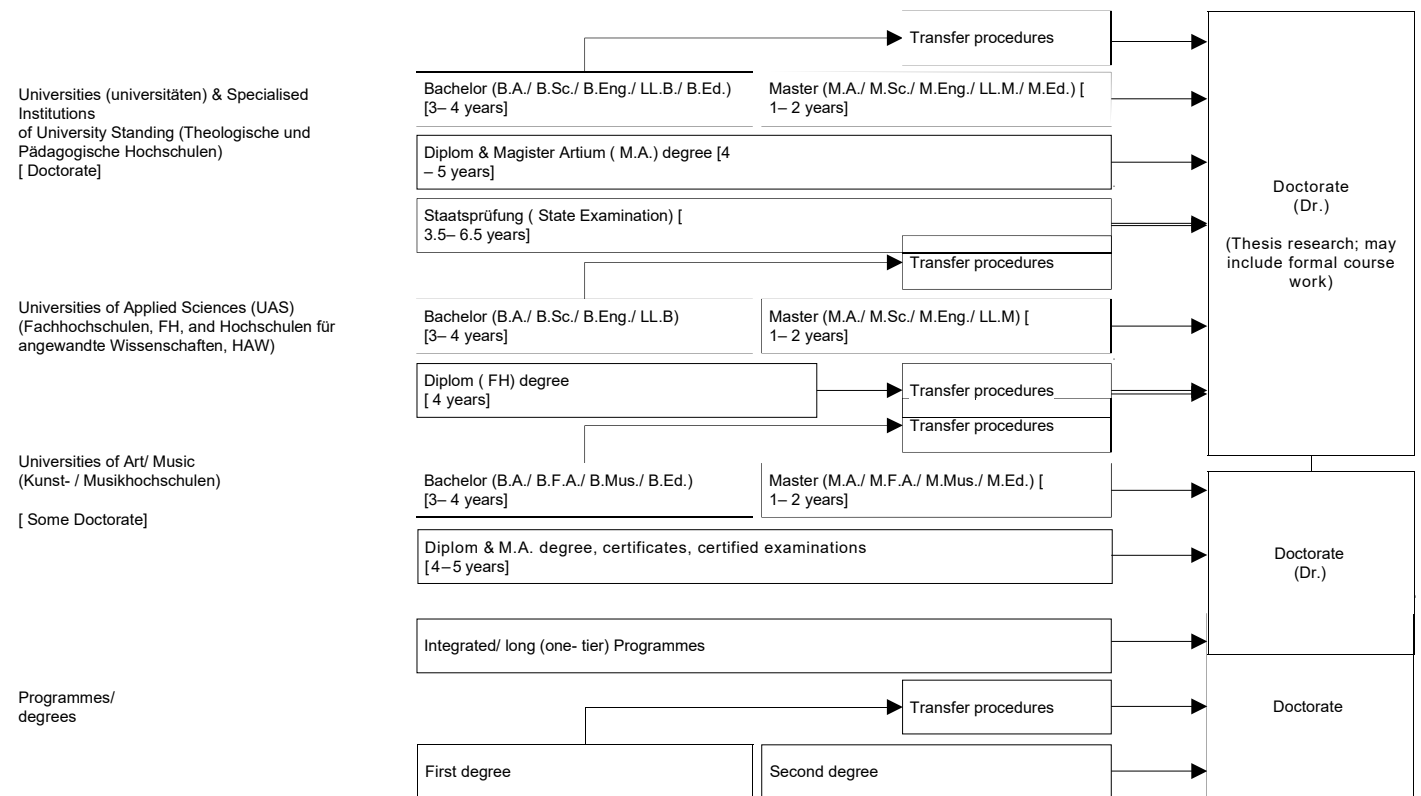 Transfer procedures
Universities (universitäten) & Specialised
Institutions
of University Standing (Theologische und
Pädagogische Hochschulen)
[ Doctorate]
Bachelor (B.A./ B.Sc./ B.Eng./ LL.B./ B.Ed.)
[3– 4 years]
Master (M.A./ M.Sc./ M.Eng./ LL.M./ M.Ed.) [
1– 2 years]
Diplom & Magister Artium ( M.A.) degree [4
– 5 years]
Staatsprüfung ( State Examination) [
3.5– 6.5 years]
Doctorate
(Dr.)
(Thesis research; may
include formal course
work)
Transfer procedures
Universities of Applied Sciences (UAS)
(Fachhochschulen, FH, and Hochschulen für
angewandte Wissenschaften, HAW)
Bachelor (B.A./ B.Sc./ B.Eng./ LL.B)
[3– 4 years]
Master (M.A./ M.Sc./ M.Eng./ LL.M) [
1– 2 years]
Diplom ( FH) degree
[ 4 years]
Transfer procedures
Transfer procedures
Universities of Art/ Music
(Kunst- / Musikhochschulen)
[ Some Doctorate]
Bachelor (B.A./ B.F.A./ B.Mus./ B.Ed.)
[3– 4 years]
Master (M.A./ M.F.A./ M.Mus./ M.Ed.) [
1– 2 years]
Diplom & M.A. degree, certificates, certified examinations
[4–5 years]
Doctorate
(Dr.)
Integrated/ long (one- tier) Programmes
Programmes/
degrees
Transfer procedures
Doctorate
First degree
Second degree